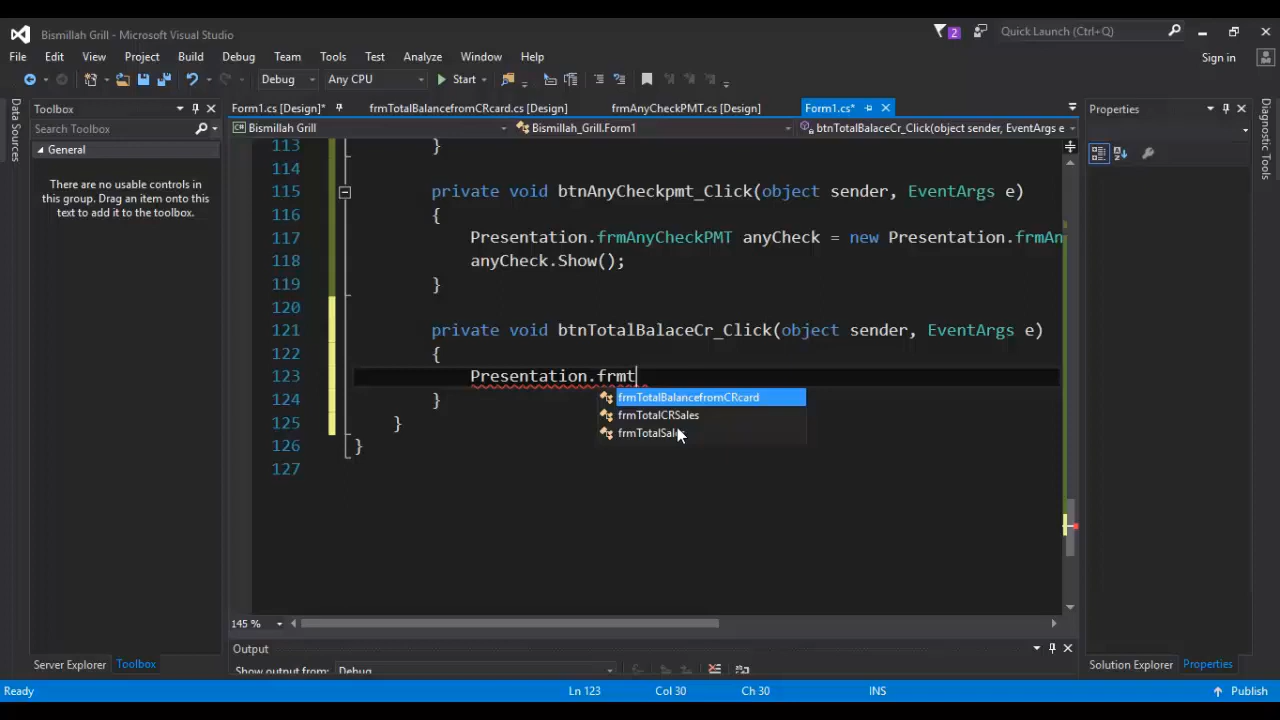 Bismillah Grill - Microsoft Visual Studio
2
Quick Launch (Ctrl+Q)
File Edit View Project Build Debug Team Tools Test Analyze Window Help
Sign in
Debug Any CPU Start
Data Sources
Toolbox
Search Toolbox
General
There are no usable controls in
this group. Drag an item onto this
text to add it to the toolbox.
Server Explorer Toolbox
Form1.cs [Design]* frmTotalBalancefromCRcard.cs [Design] frmAnyCheckPMT.cs [Design] Form1.cs*
Bismillah Grill Bismillah_Grill.Form1 btnTotalBalaceCr_Click(object sender, EventArgs e
113 }
114
115 private void btnAnyCheckpmt_Click(object sender, EventArgs e)
116 {
117 Presentation.frmAnyCheckPMT anyCheck = new Presentation.frmAn
118 anyCheck.Show();
119 }
120
121 private void btnTotalBalaceCr_Click(object sender, EventArgs e)
122 {
123 Presentation.frmt
frmTotalBalancefromCRcard
frmTotalCRSales
124 }
125 }
126 }
127
145 %
Output
Show output from: Debug
Properties
Diagnostic Tools
Solution Explorer Properties
Ready Ln 123 Col 30 Ch 30 INS Publish